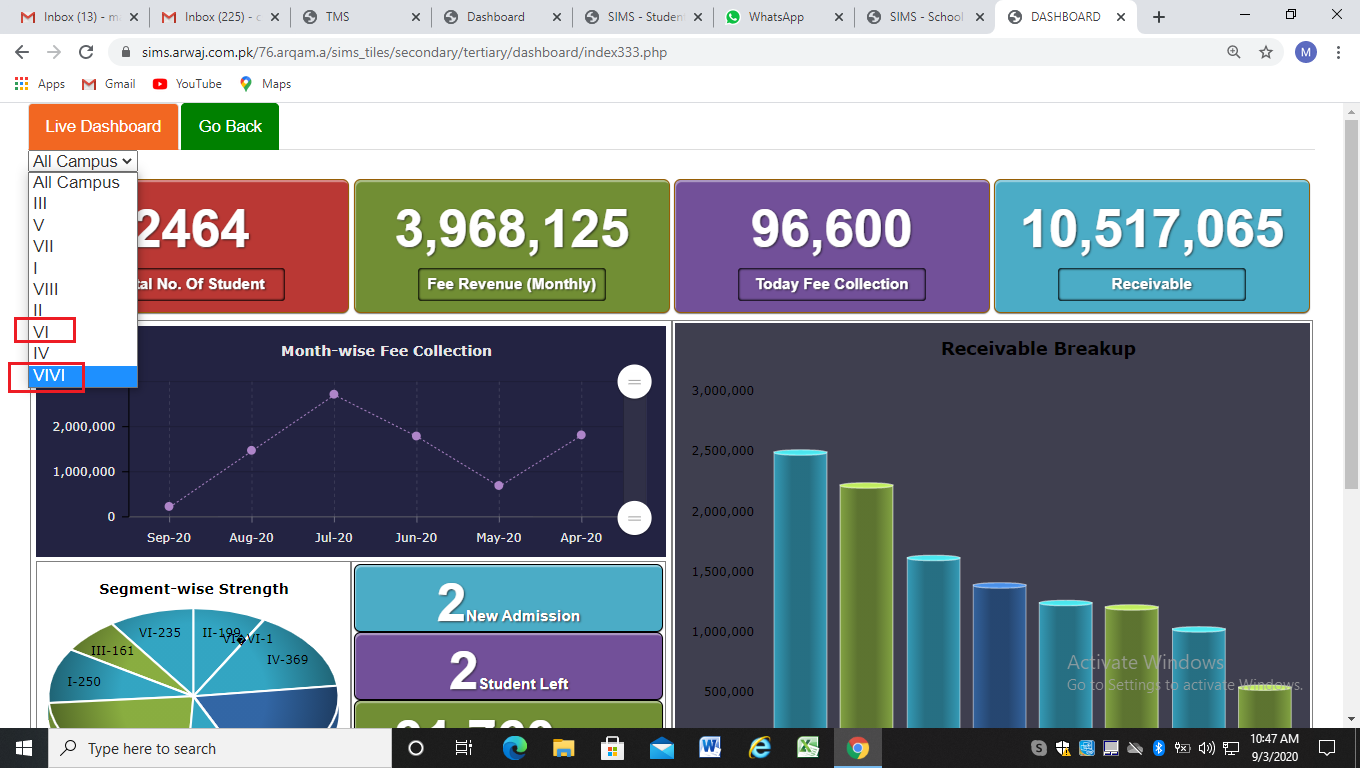 Inbox (13) - ma
Inbox (225) - c
TMS
Dashboard
SIMS - Studen
WhatsApp
SIMS - School
DASHBOARD
sims.arwaj.com.pk/76.arqam.a/sims_tiles/secondary/tertiary/dashboard/index333.php
M
Apps
Gmail
YouTube
Maps
Live Dashboard
Go Back
All Campus
All Campus
III
V
VII
I
VIII
II
VI
IV
VIVI
2464
tal No. Of Student
3,968,125
Fee Revenue (Monthly)
96,600
Today Fee Collection
10,517,065
Receivable
Month-wise Fee Collection
2,000,000
1,000,000
0
Sep-20
Aug-20
Jul-20
Jun-20
May-20
Apr-20
Receivable Breakup
3,000,000
2,500,000
2,000,000
1,500,000
1,000,000
500,000
Segment-wise Strength
VI-235
II-199
VI�VI-1
III-161
IV-369
I-250
2 New Admission
2 Student Left
Activate Windows
Go to Settings to activate Windows.
Type here to search
10:47 AM
9/3/2020